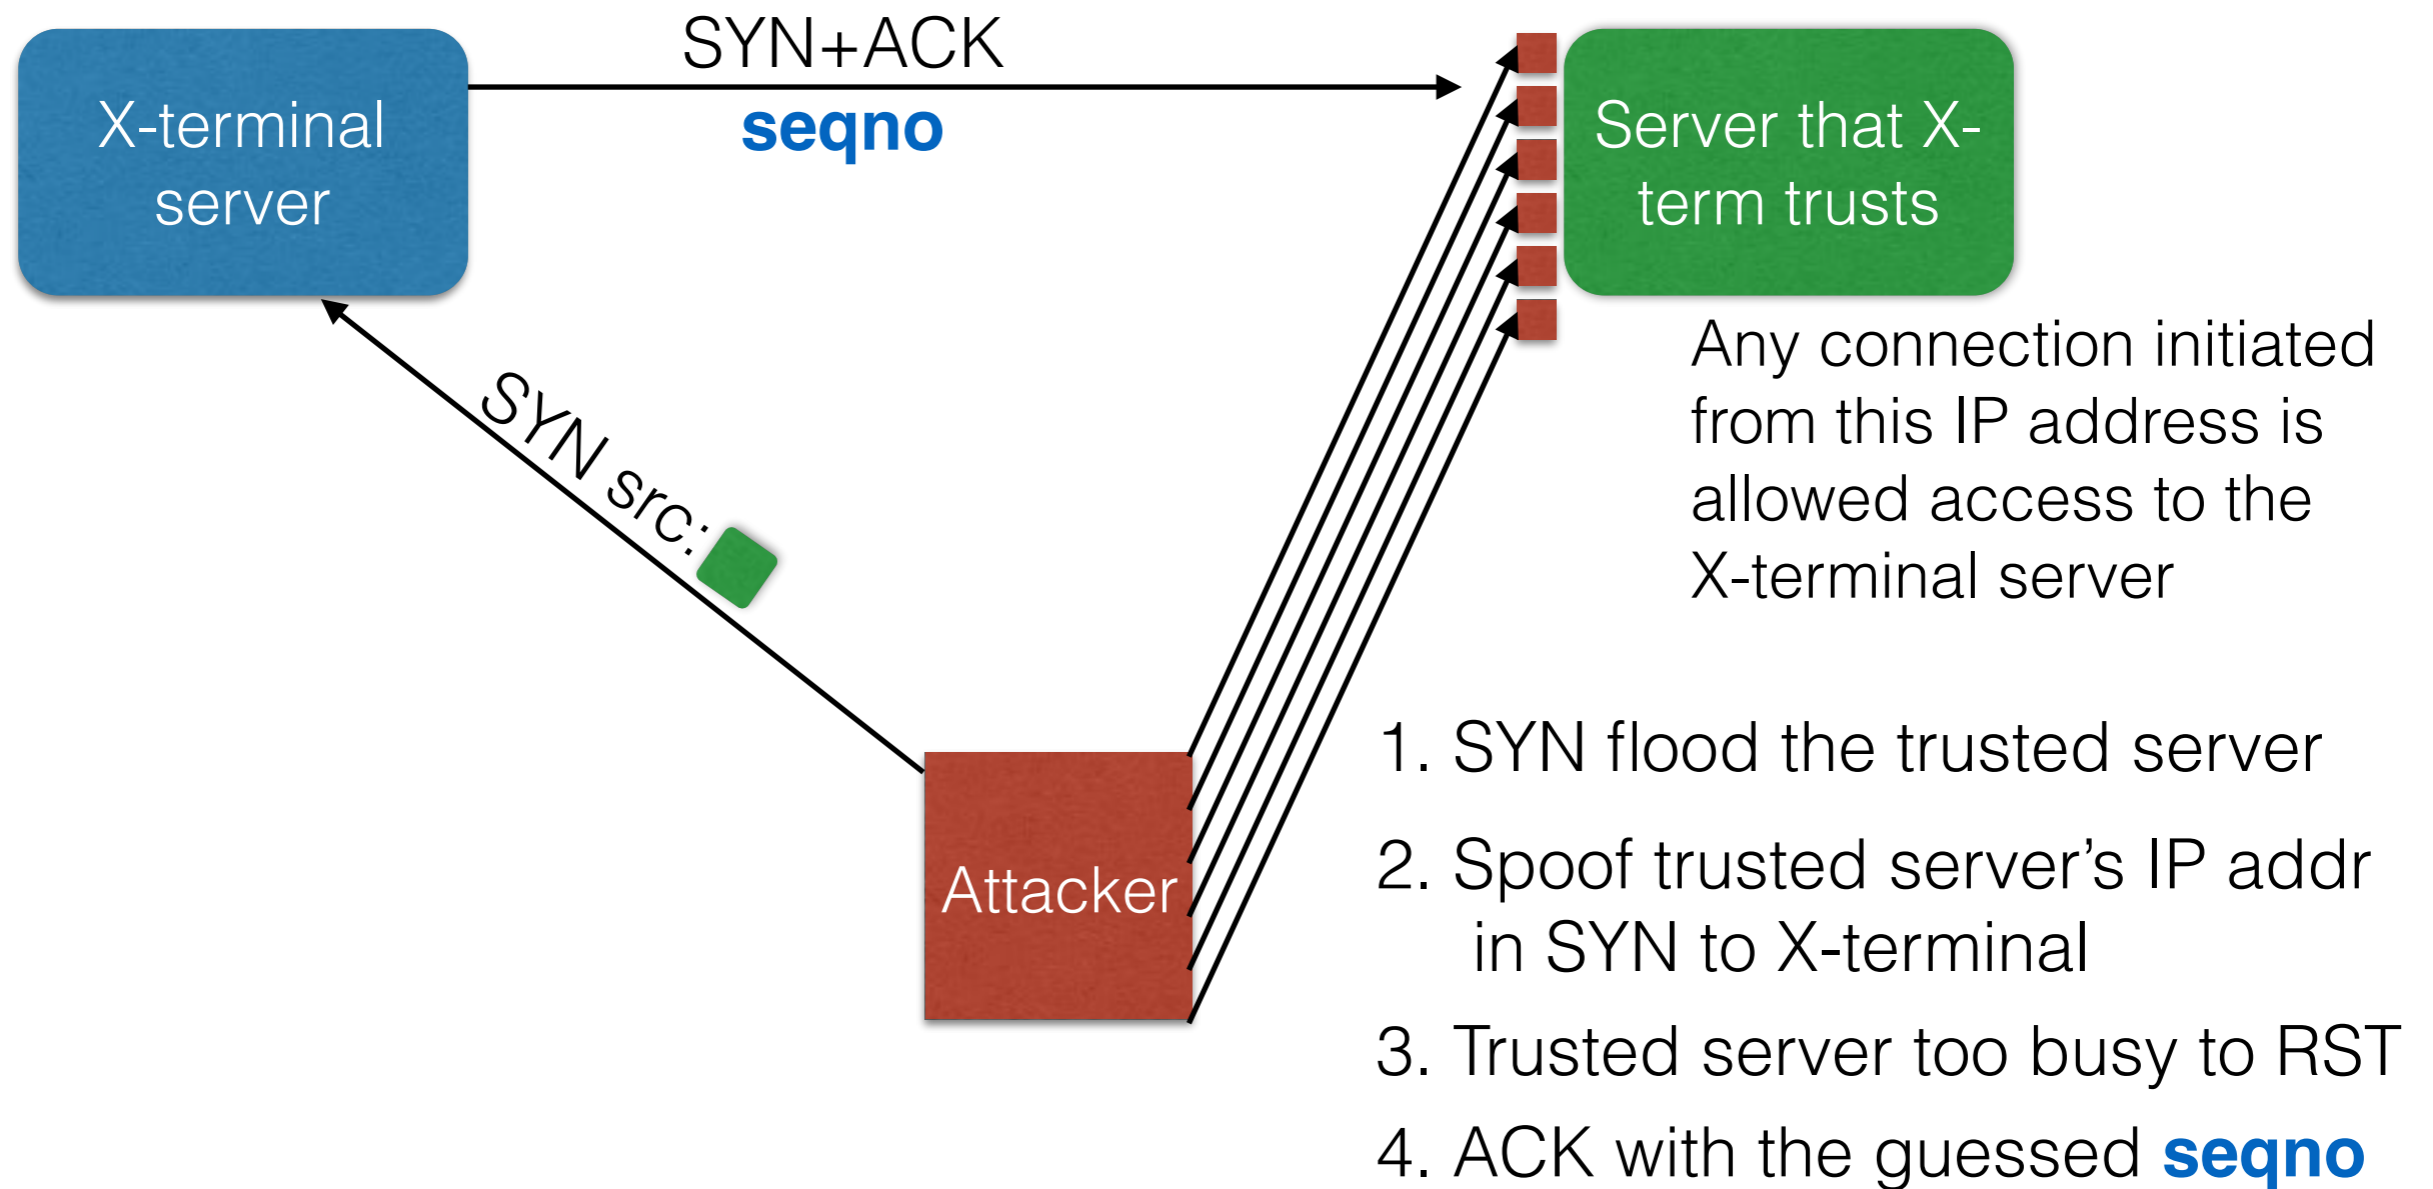 SYN+ACK
seqno
X-terminal
server
Server that X-
term trusts
Any connection initiated
from this IP address is
allowed access to the
X-terminal server
SYN src:
Attacker
1. SYN flood the trusted server
2. Spoof trusted server’s IP addr
in SYN to X-terminal
3. Trusted server too busy to RST
4. ACK with the guessed seqno